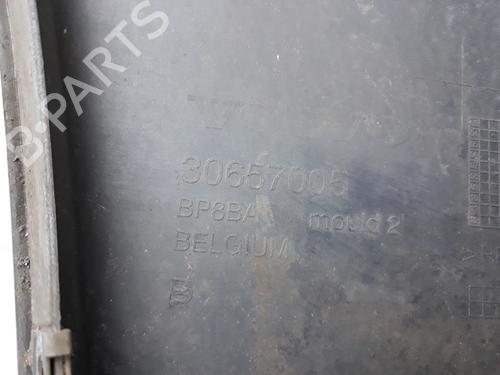 B-PARTS
30657005
BP8BA mould 2
BELGIUM
B